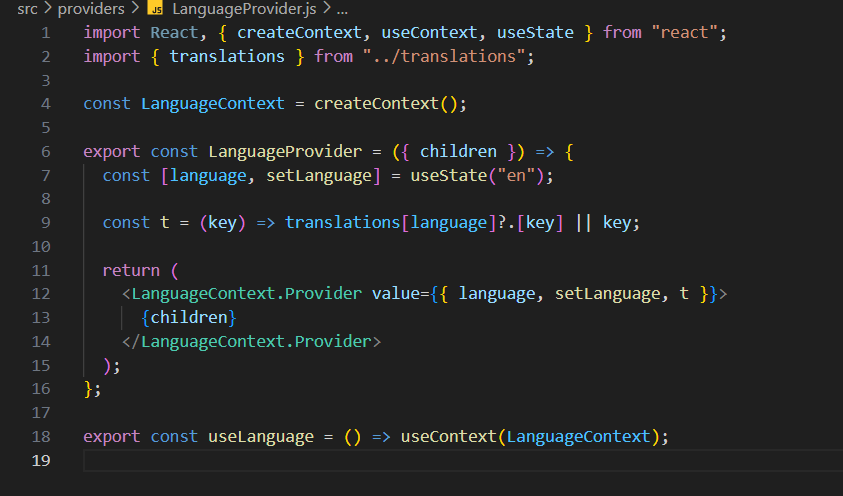 src > providers > JS LanguageProvider.js > ...
1 import React, { createContext, useContext, useState } from "react";
2 import { translations } from "../translations";
3
4 const LanguageContext = createContext();
5
6 export const LanguageProvider = ({ children }) => {
7   const [language, setLanguage] = useState("en");
8
9   const t = (key) => translations[language]?.[key] || key;
10
11   return (
12     <LanguageContext.Provider value={{ language, setLanguage, t }}>
13       {children}
14     </LanguageContext.Provider>
15   );
16 };
17
18 export const useLanguage = () => useContext(LanguageContext);
19